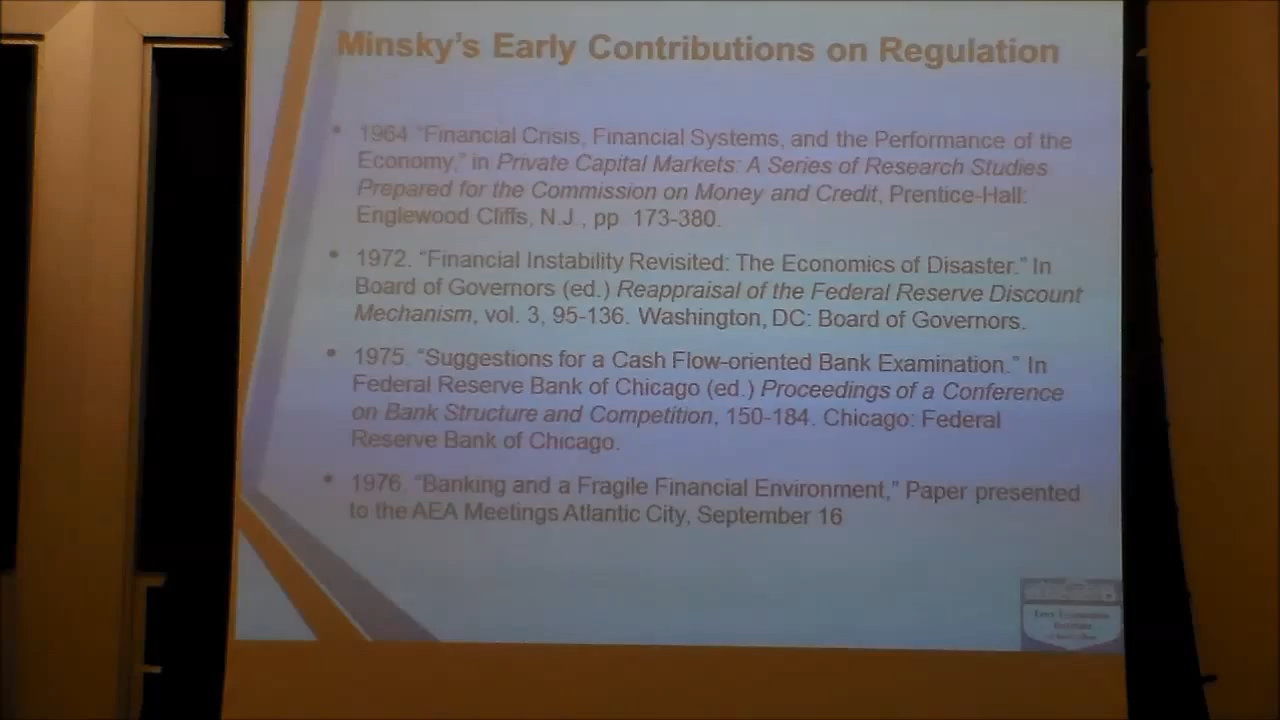 Minsky's Early Contributions on Regulation
• 1964 "Financial Crisis, Financial Systems, and the Performance of the
Economy," in Private Capital Markets: A Series of Research Studies
Prepared for the Commission on Money and Credit, Prentice-Hall:
Englewood Cliffs, N.J., pp. 173-380.
• 1972. "Financial Instability Revisited: The Economics of Disaster." In
Board of Governors (ed.) Reappraisal of the Federal Reserve Discount
Mechanism, vol. 3, 95-136. Washington, DC: Board of Governors.
• 1975. "Suggestions for a Cash Flow-oriented Bank Examination." In
Federal Reserve Bank of Chicago (ed.) Proceedings of a Conference
on Bank Structure and Competition, 150-184. Chicago: Federal
Reserve Bank of Chicago.
• 1976. "Banking and a Fragile Financial Environment," Paper presented
to the AEA Meetings Atlantic City, September 16